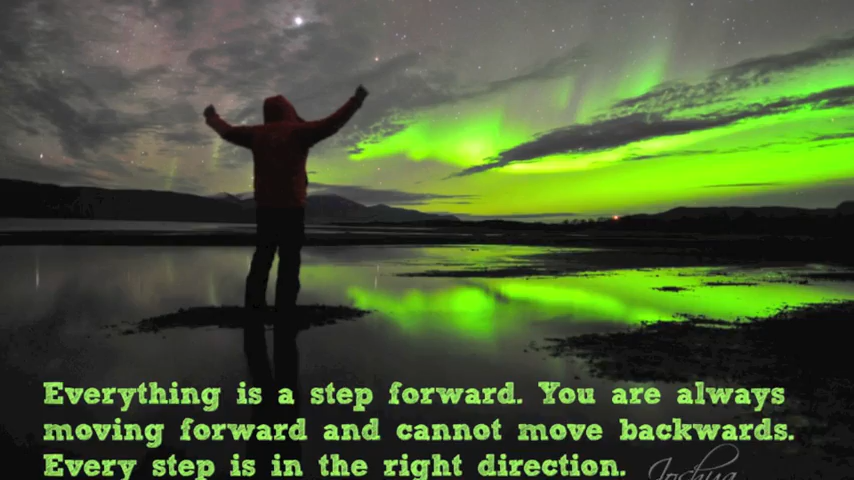 Everything is a step forward. You are always
moving forward and cannot move backwards.
Every step is in the right direction.
Joshua